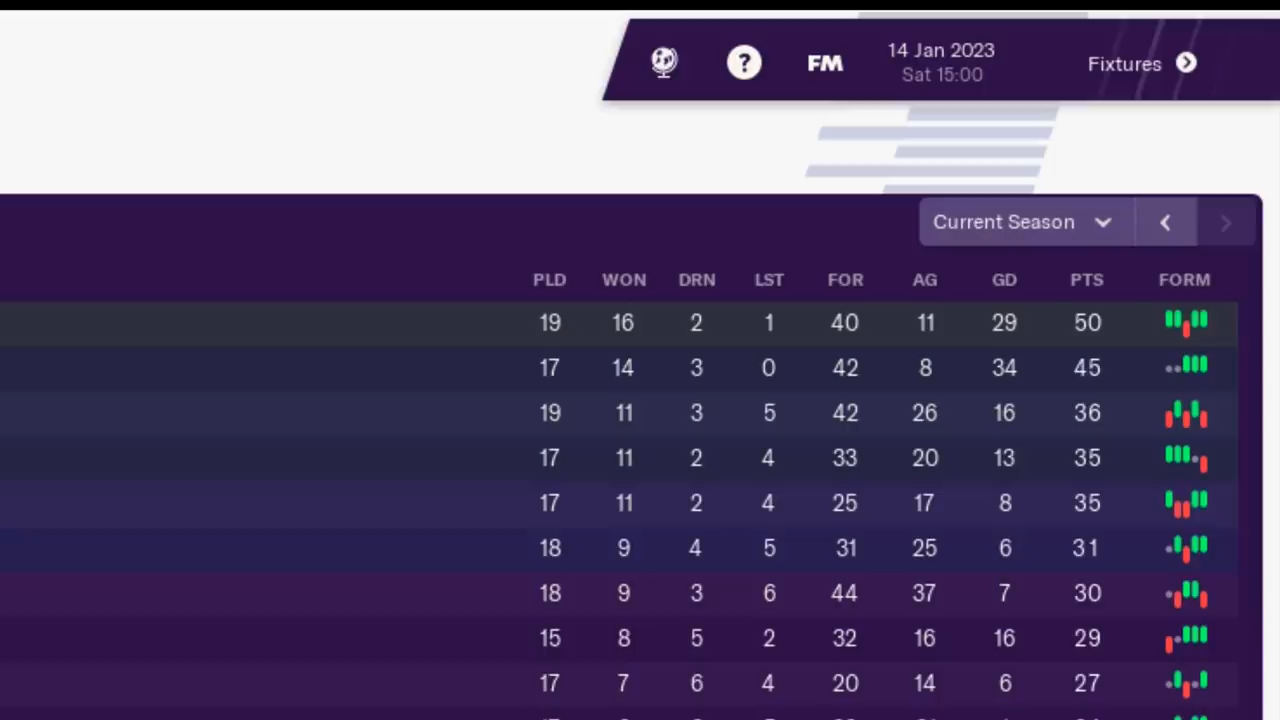 ? FM 14 Jan 2023 Fixtures
Sat 15:00
Current Season
PLD WON DRN LST FOR AG GD PTS FORM
19 16 2 1 40 11 29 50
17 14 3 0 42 8 34 45
19 11 3 5 42 26 16 36
17 11 2 4 33 20 13 35
17 11 2 4 25 17 8 35
18 9 4 5 31 25 6 31
18 9 3 6 44 37 7 30
15 8 5 2 32 16 16 29
17 7 6 4 20 14 6 27